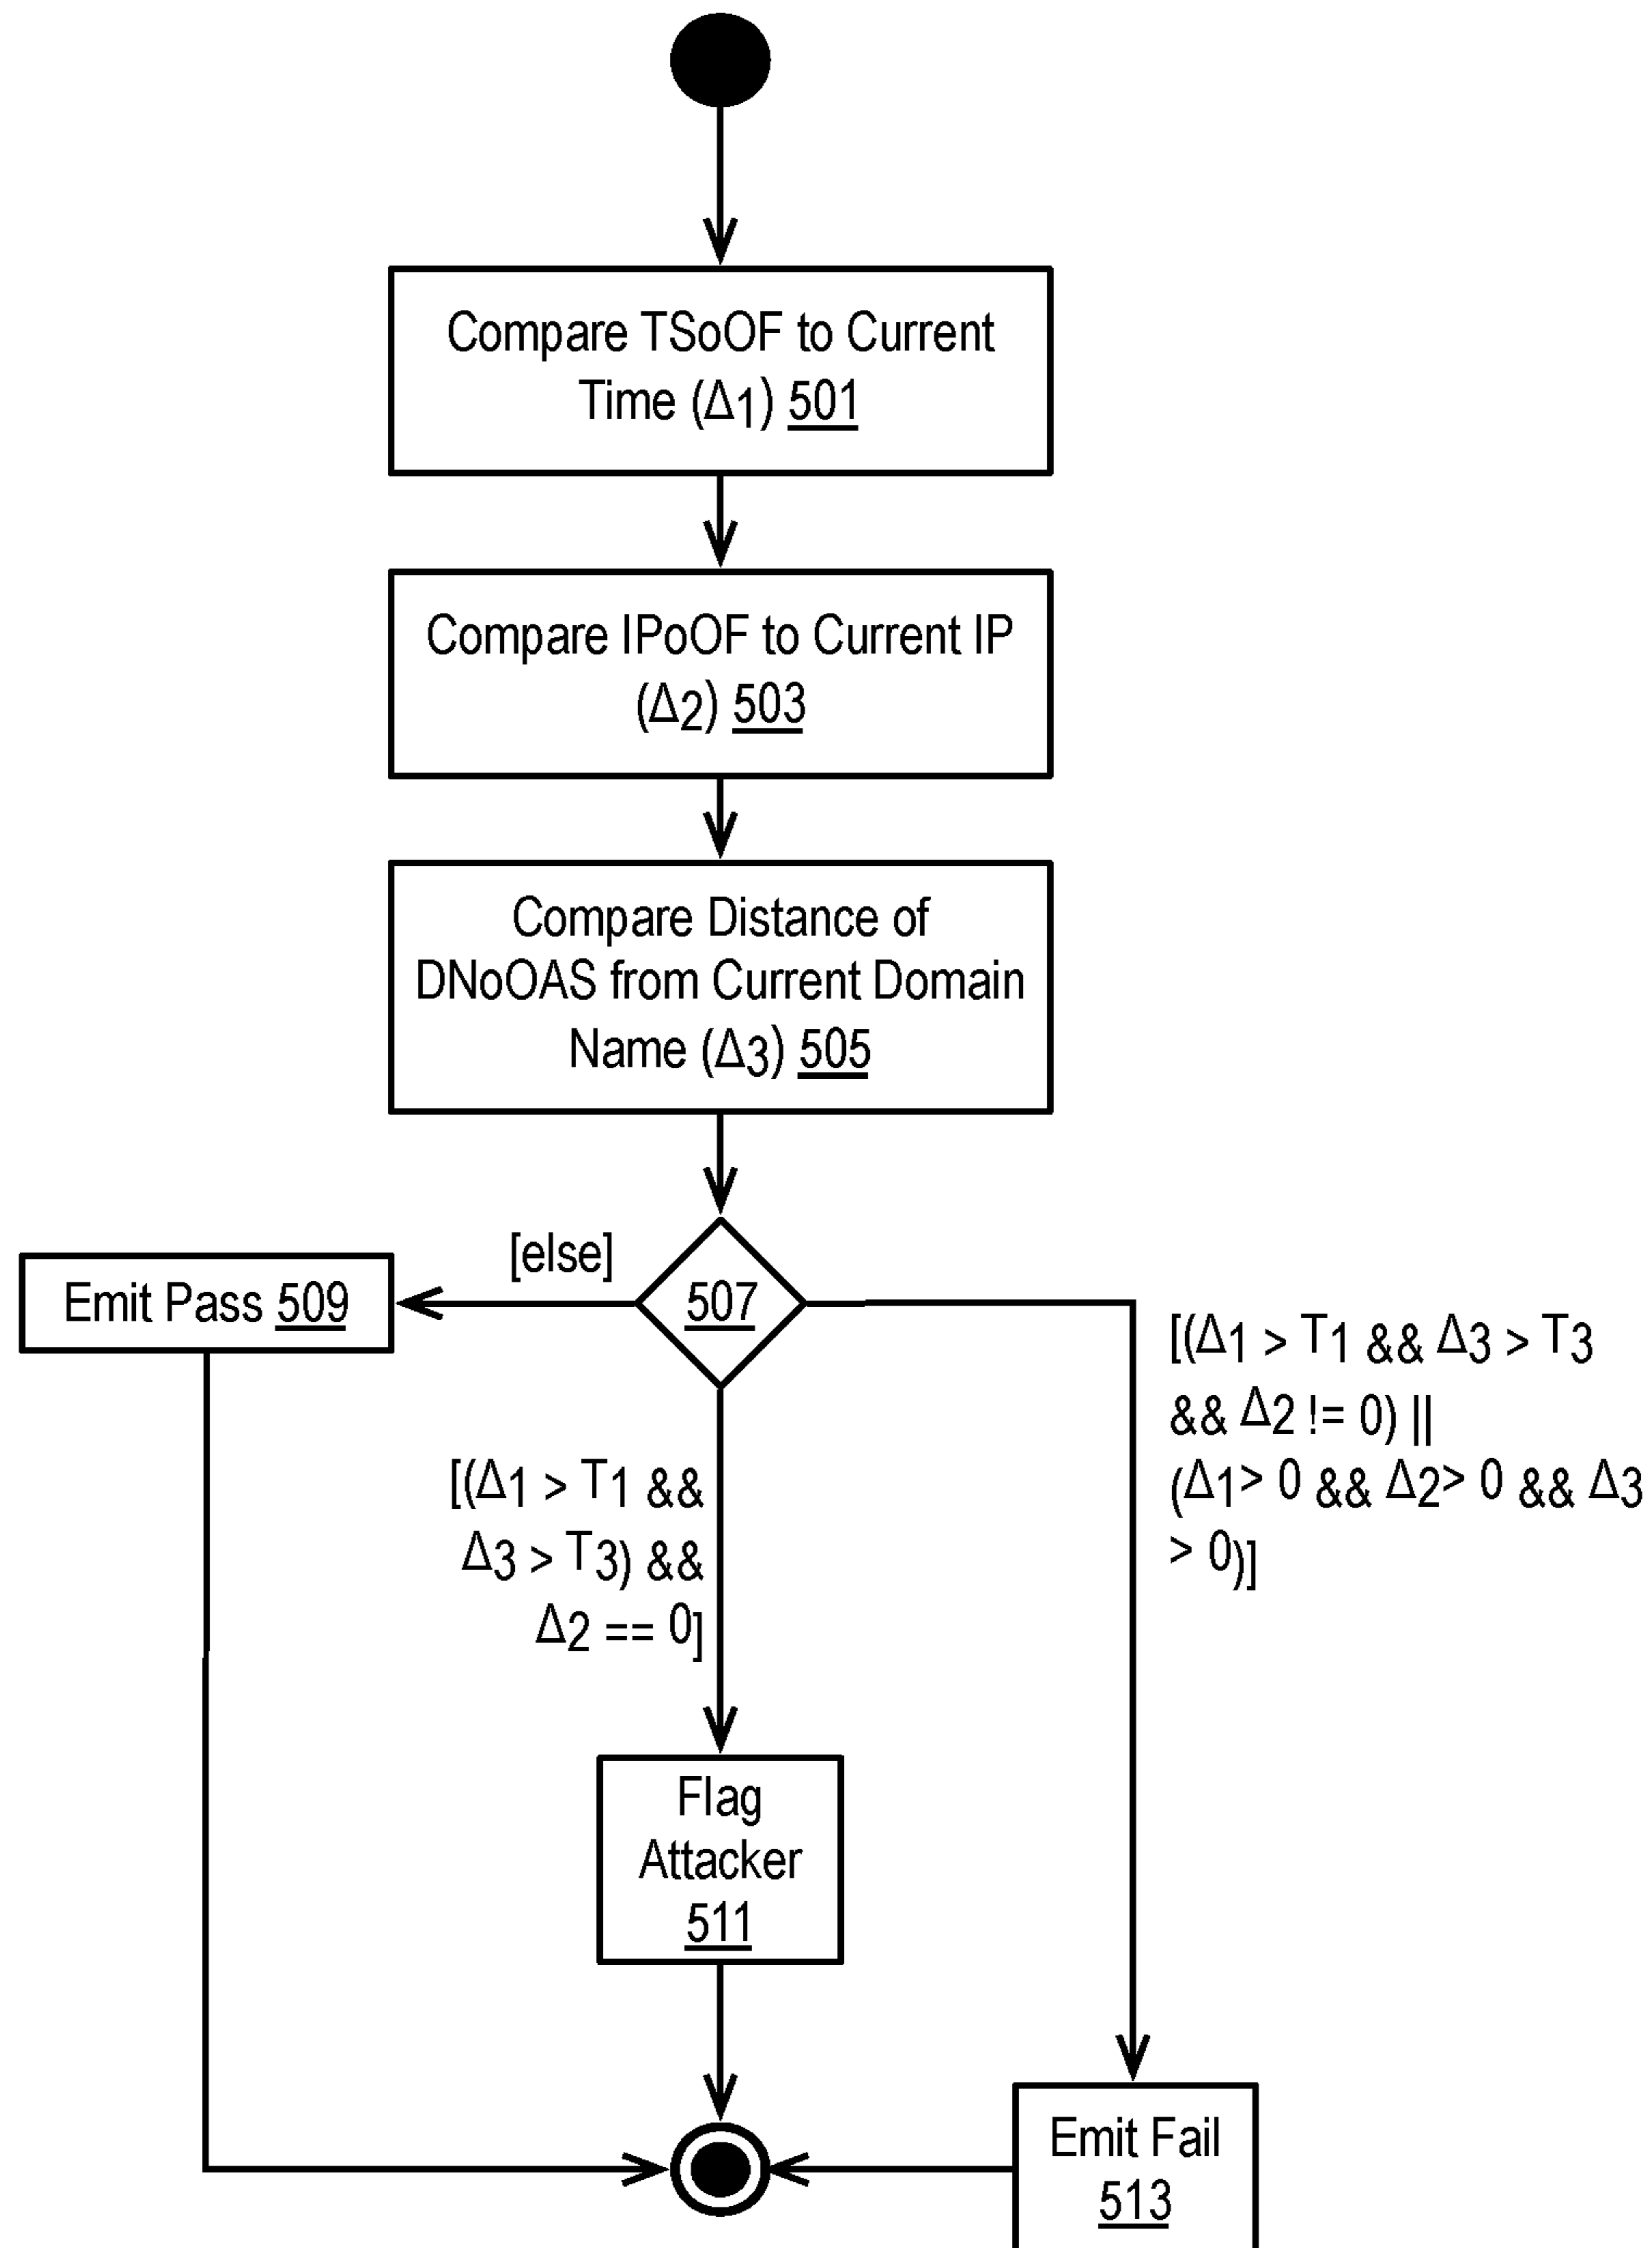 Compare TSoOF to Current
Time (Δ1) 501
Compare IPoOF to Current IP
(Δ2) 503
Compare Distance of
DNoOAS from Current Domain
Name (Δ3) 505
[else]
Emit Pass 509
507
[(Δ1 > T1 && Δ3 > T3
&& Δ2 != 0) ||
(Δ1> 0 && Δ2> 0 && Δ3
> 0)]
[(Δ1 > T1 &&
Δ3 > T3) &&
Δ2 == 0]
Flag
Attacker
511
Emit Fail
513